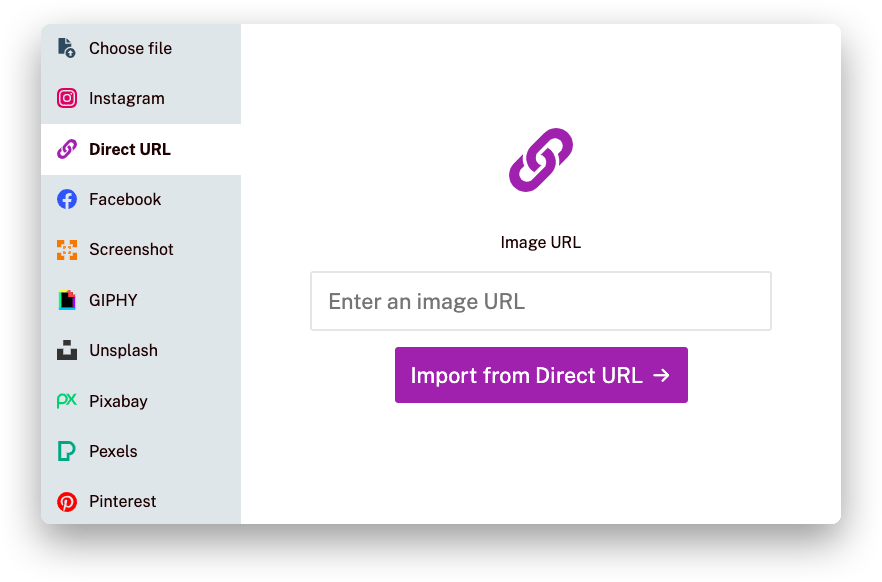 Choose file
Instagram
Direct URL
Facebook
Screenshot
GIPHY
Unsplash
Pixabay
Pexels
Pinterest
Image URL
Enter an image URL
Import from Direct URL →